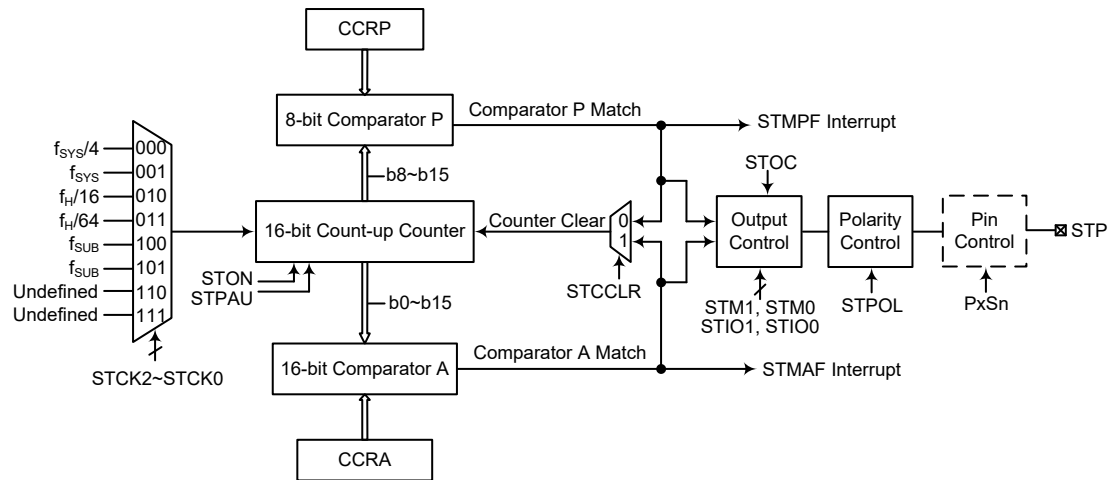 CCRP
8-bit Comparator P
Comparator P Match
STMPF Interrupt
fSYS/4
000
fSYS
001
fH/16
010
fH/64
011
fSUB
100
fSUB
101
Undefined
110
Undefined
111
STCK2~STCK0
b8~b15
16-bit Count-up Counter
STON
STPAU
b0~b15
Counter Clear
0
1
STCCLR
STOC
Output
Control
STM1, STM0
STIO1, STIO0
Polarity
Control
STPOL
Pin
Control
PxSn
STP
16-bit Comparator A
Comparator A Match
STMAF Interrupt
CCRA